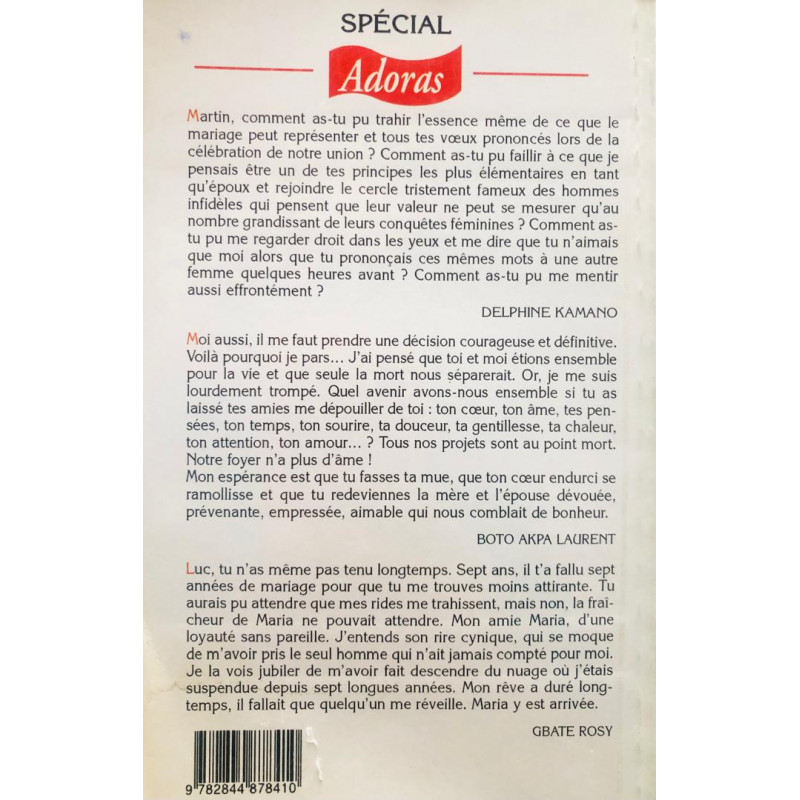 SPÉCIAL
Adoras
Martin, comment as-tu pu trahir l'essence même de ce que le
mariage peut représenter et tous tes vœux prononcés lors de la
célébration de notre union ? Comment as-tu pu faillir à ce que je
pensais être un de tes principes les plus élémentaires en tant
qu'époux et rejoindre le cercle tristement fameux des hommes
infidèles qui pensent que leur valeur ne peut se mesurer qu'au
nombre grandissant de leurs conquêtes féminines ? Comment as-
tu pu me regarder droit dans les yeux et me dire que tu n'aimais
que moi alors que tu prononçais ces mêmes mots à une autre
femme quelques heures avant ? Comment as-tu pu me mentir
aussi effrontément ?
DELPHINE KAMANO
Moi aussi, il me faut prendre une décision courageuse et définitive.
Voilà pourquoi je pars... J'ai pensé que toi et moi étions ensemble
pour la vie et que seule la mort nous séparerait. Or, je me suis
lourdement trompé. Quel avenir avons-nous ensemble si tu as
laissé tes amies me dépouiller de toi : ton cœur, ton âme, tes pen-
sées, ton temps, ton sourire, ta douceur, ta gentillesse, ta chaleur,
ton attention, ton amour... ? Tous nos projets sont au point mort.
Notre foyer n'a plus d'âme !
Mon espérance est que tu fasses ta mue, que ton cœur endurci se
ramollisse et que tu redeviennes la mère et l'épouse dévouée,
prévenante, empressée, aimable qui nous comblait de bonheur.
BOTO AKPA LAURENT
Luc, tu n'as même pas tenu longtemps. Sept ans, il t'a fallu sept
années de mariage pour que tu me trouves moins attirante. Tu
aurais pu attendre que mes rides me trahissent, mais non, la fraî-
cheur de Maria ne pouvait attendre. Mon amie Maria, d'une
loyauté sans pareille. J'entends son rire cynique, qui se moque
de m'avoir pris le seul homme qui n'ait jamais compté pour moi.
Je la vois jubiler de m'avoir fait descendre du nuage où j'étais
suspendue depuis sept longues années. Mon rêve a duré long-
temps, il fallait que quelqu'un me réveille. Maria y est arrivée.
GBATE ROSY
9 782844 878410